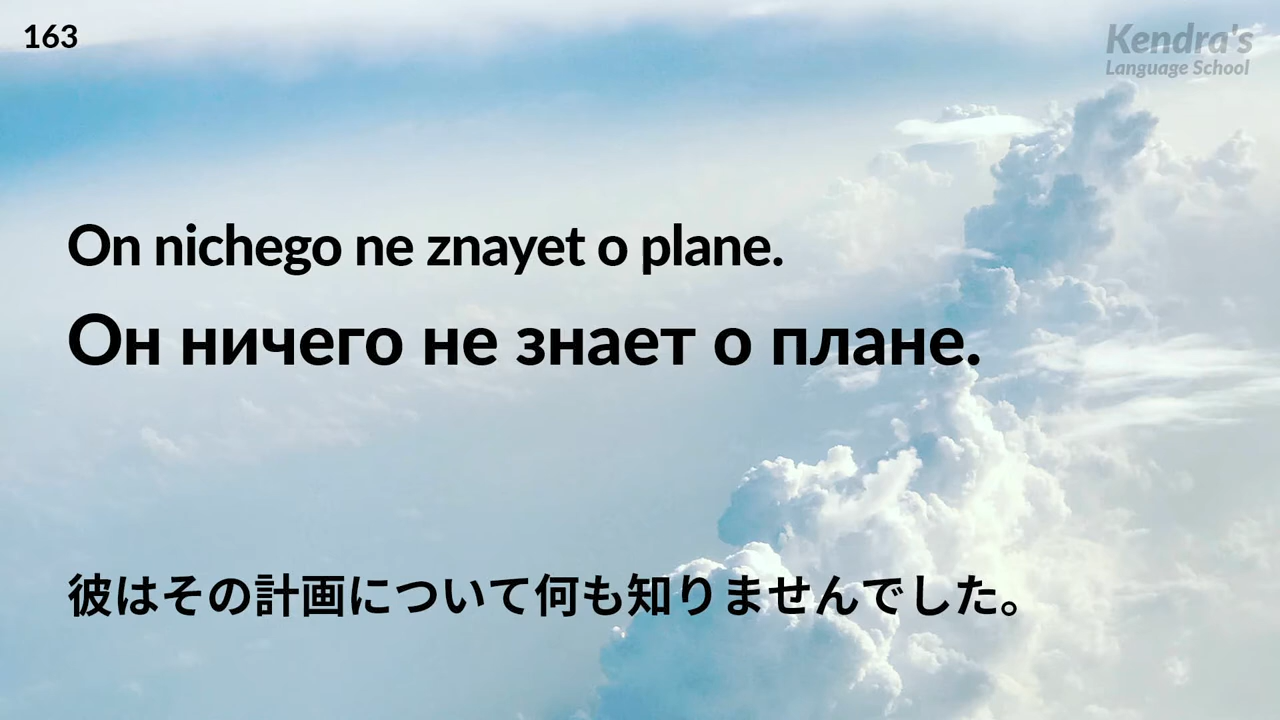 163
Kendra's
Language School
On nichego ne znayet o plane.
Он ничего не знает о плане.
彼はその計画について何も知りませんでした。